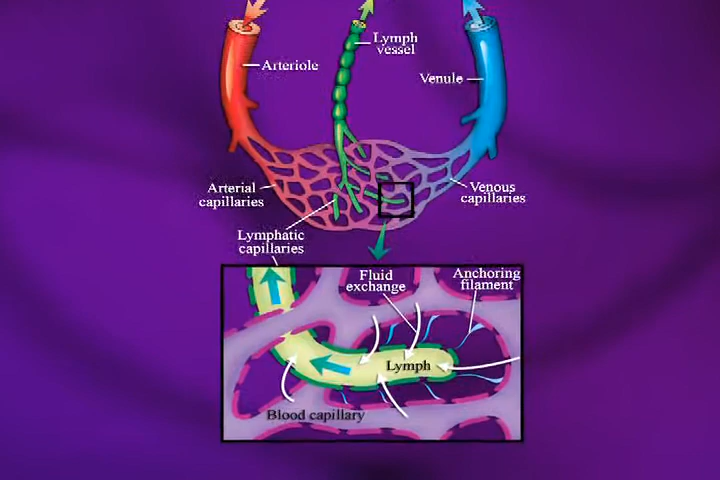 Lymph
vessel
Arteriole
Venule
Arterial
capillaries
Venous
capillaries
Lymphatic
capillaries
Fluid
exchange
Anchoring
filament
Lymph
Blood capillary